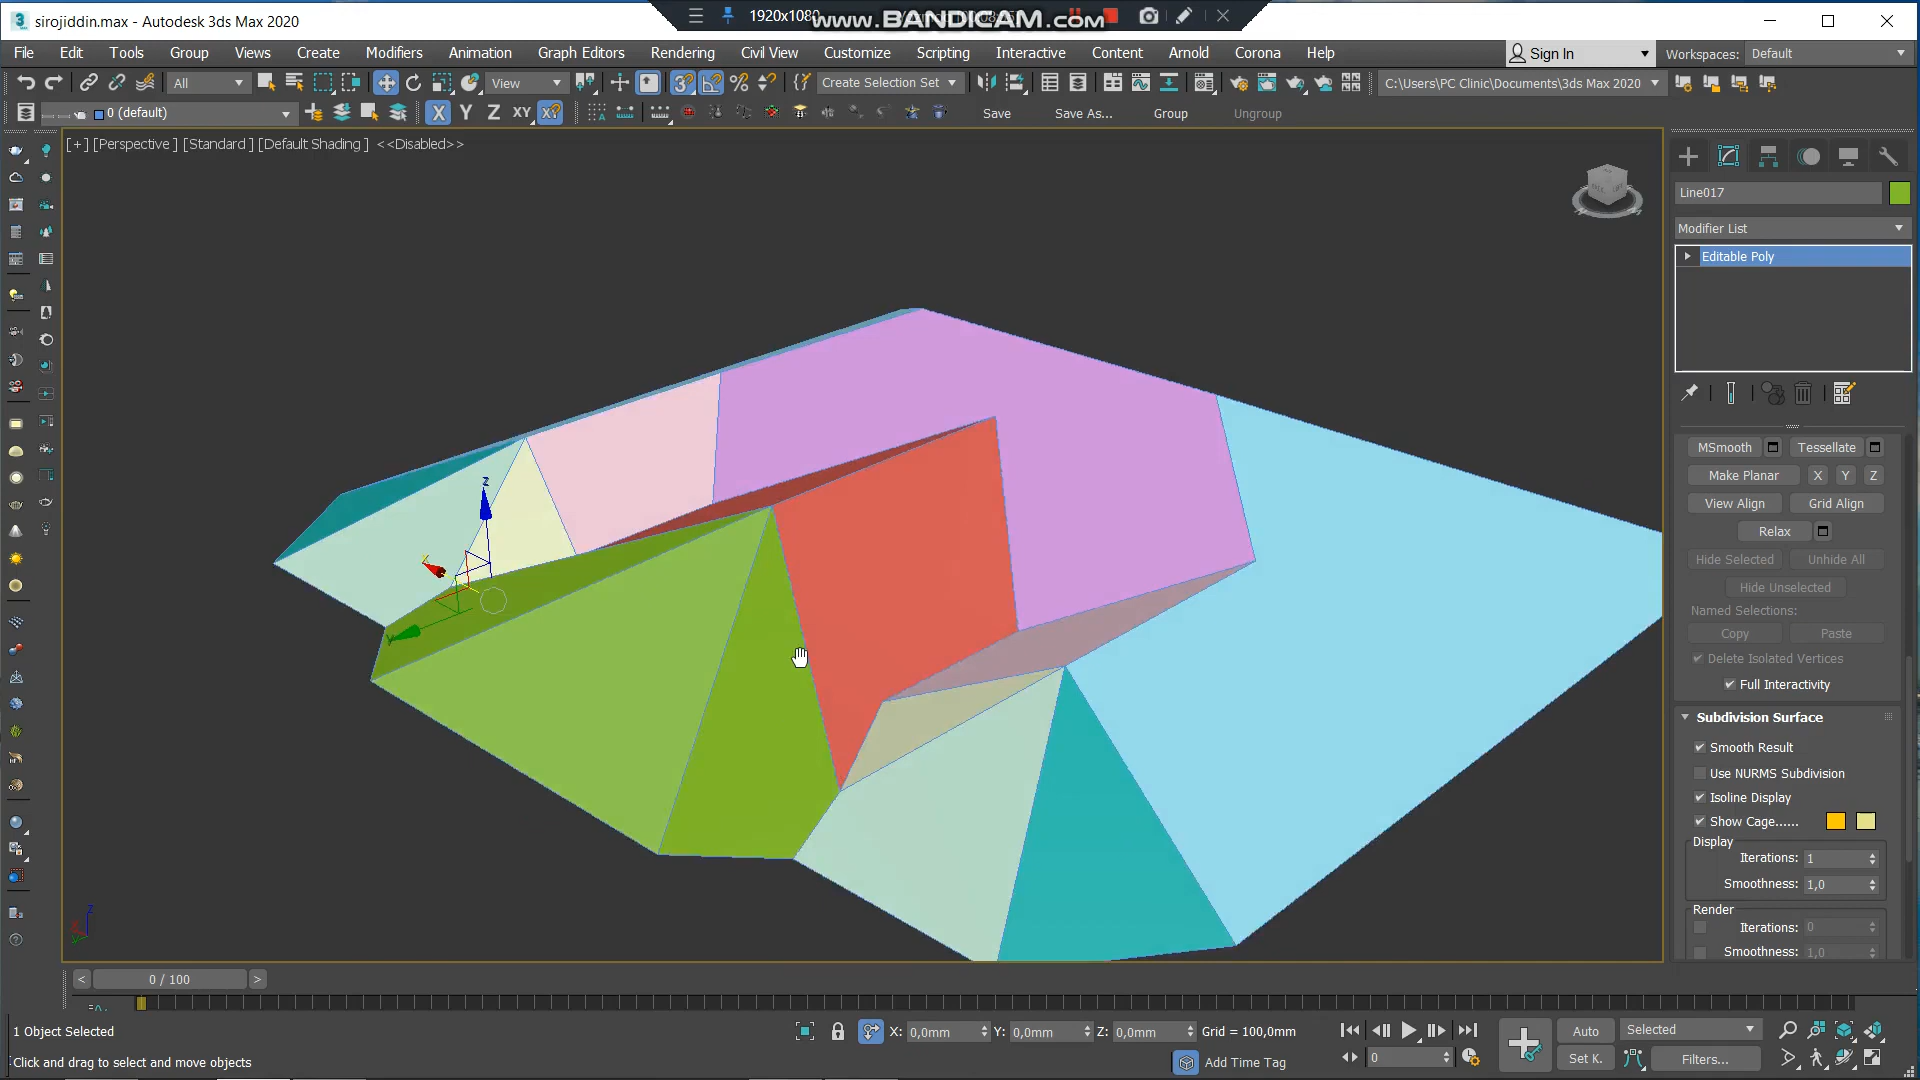 sirojiddin.max - Autodesk 3ds Max 2020
1920x1080
www.BANDICAM.com
File Edit Tools Group Views Create Modifiers Animation Graph Editors Rendering Civil View Customize Scripting Interactive Content Arnold Corona Help
Sign In
Workspaces: Default
All
View
Create Selection Set
C:\Users\PC Clinic\Documents\3ds Max 2020
0 (default)
X Y Z XY
Save Save As... Group Ungroup
[+] [Perspective ] [Standard ] [Default Shading ] <<Disabled>>
Line017
Modifier List
Editable Poly
MSmooth Tessellate
Make Planar X Y Z
View Align Grid Align
Relax
Hide Selected Unhide All
Hide Unselected
Named Selections:
Copy Paste
Delete Isolated Vertices
Full Interactivity
Subdivision Surface
Smooth Result
Use NURMS Subdivision
Isoline Display
Show Cage......
Display
Iterations: 1
Smoothness: 1,0
Render
Iterations: 0
Smoothness: 1,0
z
x
y
z
< 0 / 100 >
1 Object Selected
X: 0,0mm Y: 0,0mm Z: 0,0mm Grid = 100,0mm
Auto Selected
Click and drag to select and move objects
Add Time Tag
0
Set K. Filters...